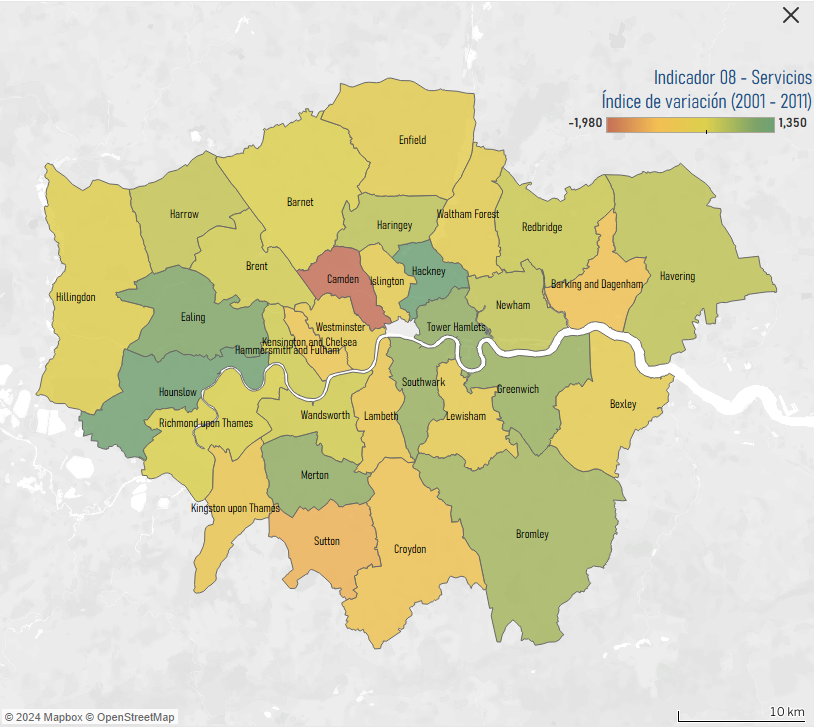 Indicador 08 - Servicios
Índice de variación (2001 - 2011)
-1,980
1,350
Enfield
Barnet
Harrow
Haringey
Waltham Forest
Redbridge
Brent
Camden
Islington
Hackney
Barking and Dagenham
Havering
Hillingdon
Ealing
Westminster
Tower Hamlets
Newham
Kensington and Chelsea
Hammersmith and Fulham
Hounslow
Southwark
Greenwich
Richmond upon Thames
Wandsworth
Lambeth
Lewisham
Bexley
Merton
Kingston upon Thames
Sutton
Croydon
Bromley
© 2024 Mapbox © OpenStreetMap
10 km